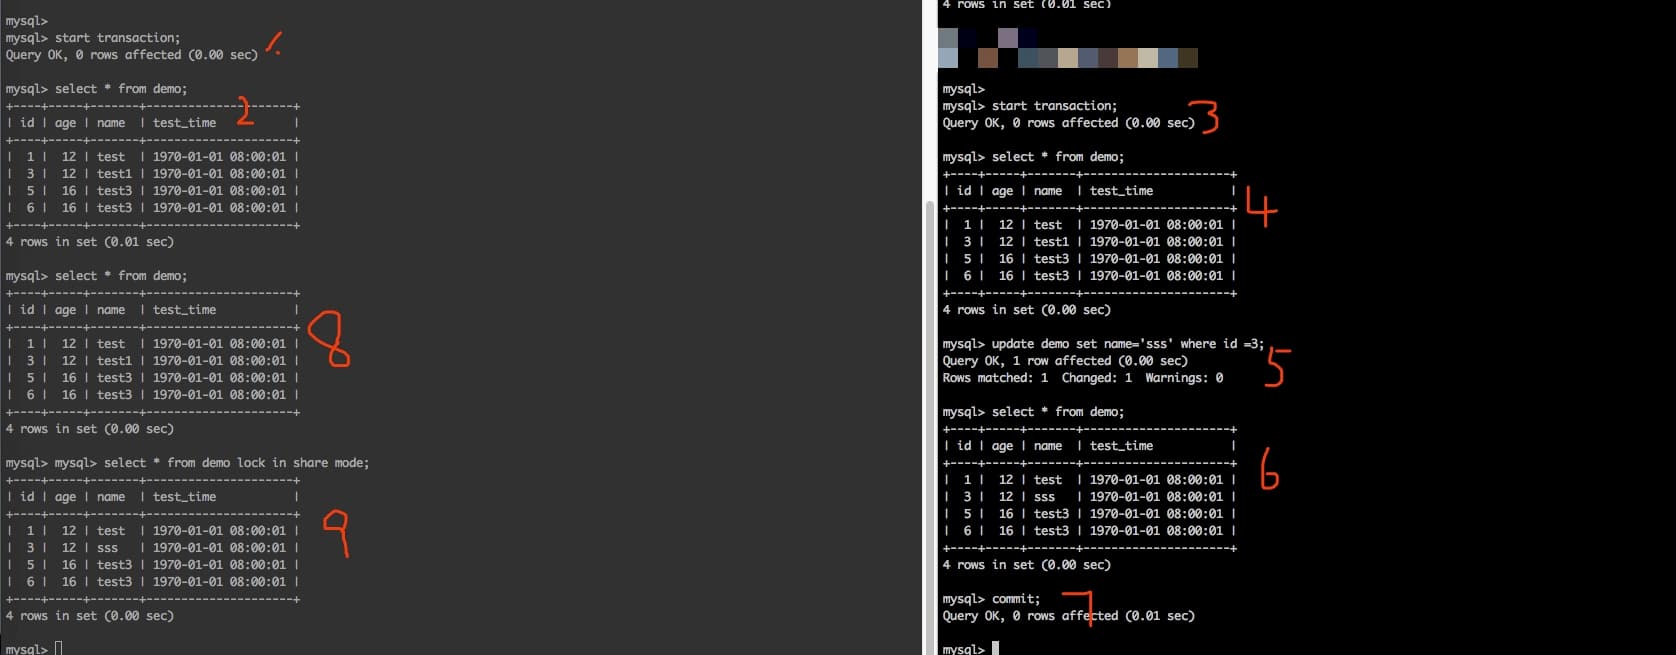 mysql>
mysql> start transaction;
Query OK, 0 rows affected (0.00 sec)
1.
mysql> select * from demo;
+----+-----+-------+---------------------+
| id | age | name  | test_time           |
2
+----+-----+-------+---------------------+
|  1 |  12 | test  | 1970-01-01 08:00:01 |
|  3 |  12 | test1 | 1970-01-01 08:00:01 |
|  5 |  16 | test3 | 1970-01-01 08:00:01 |
|  6 |  16 | test3 | 1970-01-01 08:00:01 |
+----+-----+-------+---------------------+
4 rows in set (0.01 sec)
mysql> select * from demo;
+----+-----+-------+---------------------+
| id | age | name  | test_time           |
+----+-----+-------+---------------------+
8
|  1 |  12 | test  | 1970-01-01 08:00:01 |
|  3 |  12 | test1 | 1970-01-01 08:00:01 |
|  5 |  16 | test3 | 1970-01-01 08:00:01 |
|  6 |  16 | test3 | 1970-01-01 08:00:01 |
+----+-----+-------+---------------------+
4 rows in set (0.00 sec)
mysql> mysql> select * from demo lock in share mode;
+----+-----+-------+---------------------+
| id | age | name  | test_time           |
+----+-----+-------+---------------------+
9
|  1 |  12 | test  | 1970-01-01 08:00:01 |
|  3 |  12 | sss   | 1970-01-01 08:00:01 |
|  5 |  16 | test3 | 1970-01-01 08:00:01 |
|  6 |  16 | test3 | 1970-01-01 08:00:01 |
+----+-----+-------+---------------------+
4 rows in set (0.00 sec)
mysql>
4 rows in set (0.01 sec)
mysql>
mysql> start transaction;
Query OK, 0 rows affected (0.00 sec)
3
mysql> select * from demo;
+----+-----+-------+---------------------+
| id | age | name  | test_time           |
4
+----+-----+-------+---------------------+
|  1 |  12 | test  | 1970-01-01 08:00:01 |
|  3 |  12 | test1 | 1970-01-01 08:00:01 |
|  5 |  16 | test3 | 1970-01-01 08:00:01 |
|  6 |  16 | test3 | 1970-01-01 08:00:01 |
+----+-----+-------+---------------------+
4 rows in set (0.00 sec)
mysql> update demo set name='sss' where id =3;
Query OK, 1 row affected (0.00 sec)
5
Rows matched: 1  Changed: 1  Warnings: 0
mysql> select * from demo;
+----+-----+-------+---------------------+
| id | age | name  | test_time           |
+----+-----+-------+---------------------+
6
|  1 |  12 | test  | 1970-01-01 08:00:01 |
|  3 |  12 | sss   | 1970-01-01 08:00:01 |
|  5 |  16 | test3 | 1970-01-01 08:00:01 |
|  6 |  16 | test3 | 1970-01-01 08:00:01 |
+----+-----+-------+---------------------+
4 rows in set (0.00 sec)
mysql> commit;
7
Query OK, 0 rows affected (0.01 sec)
mysql>